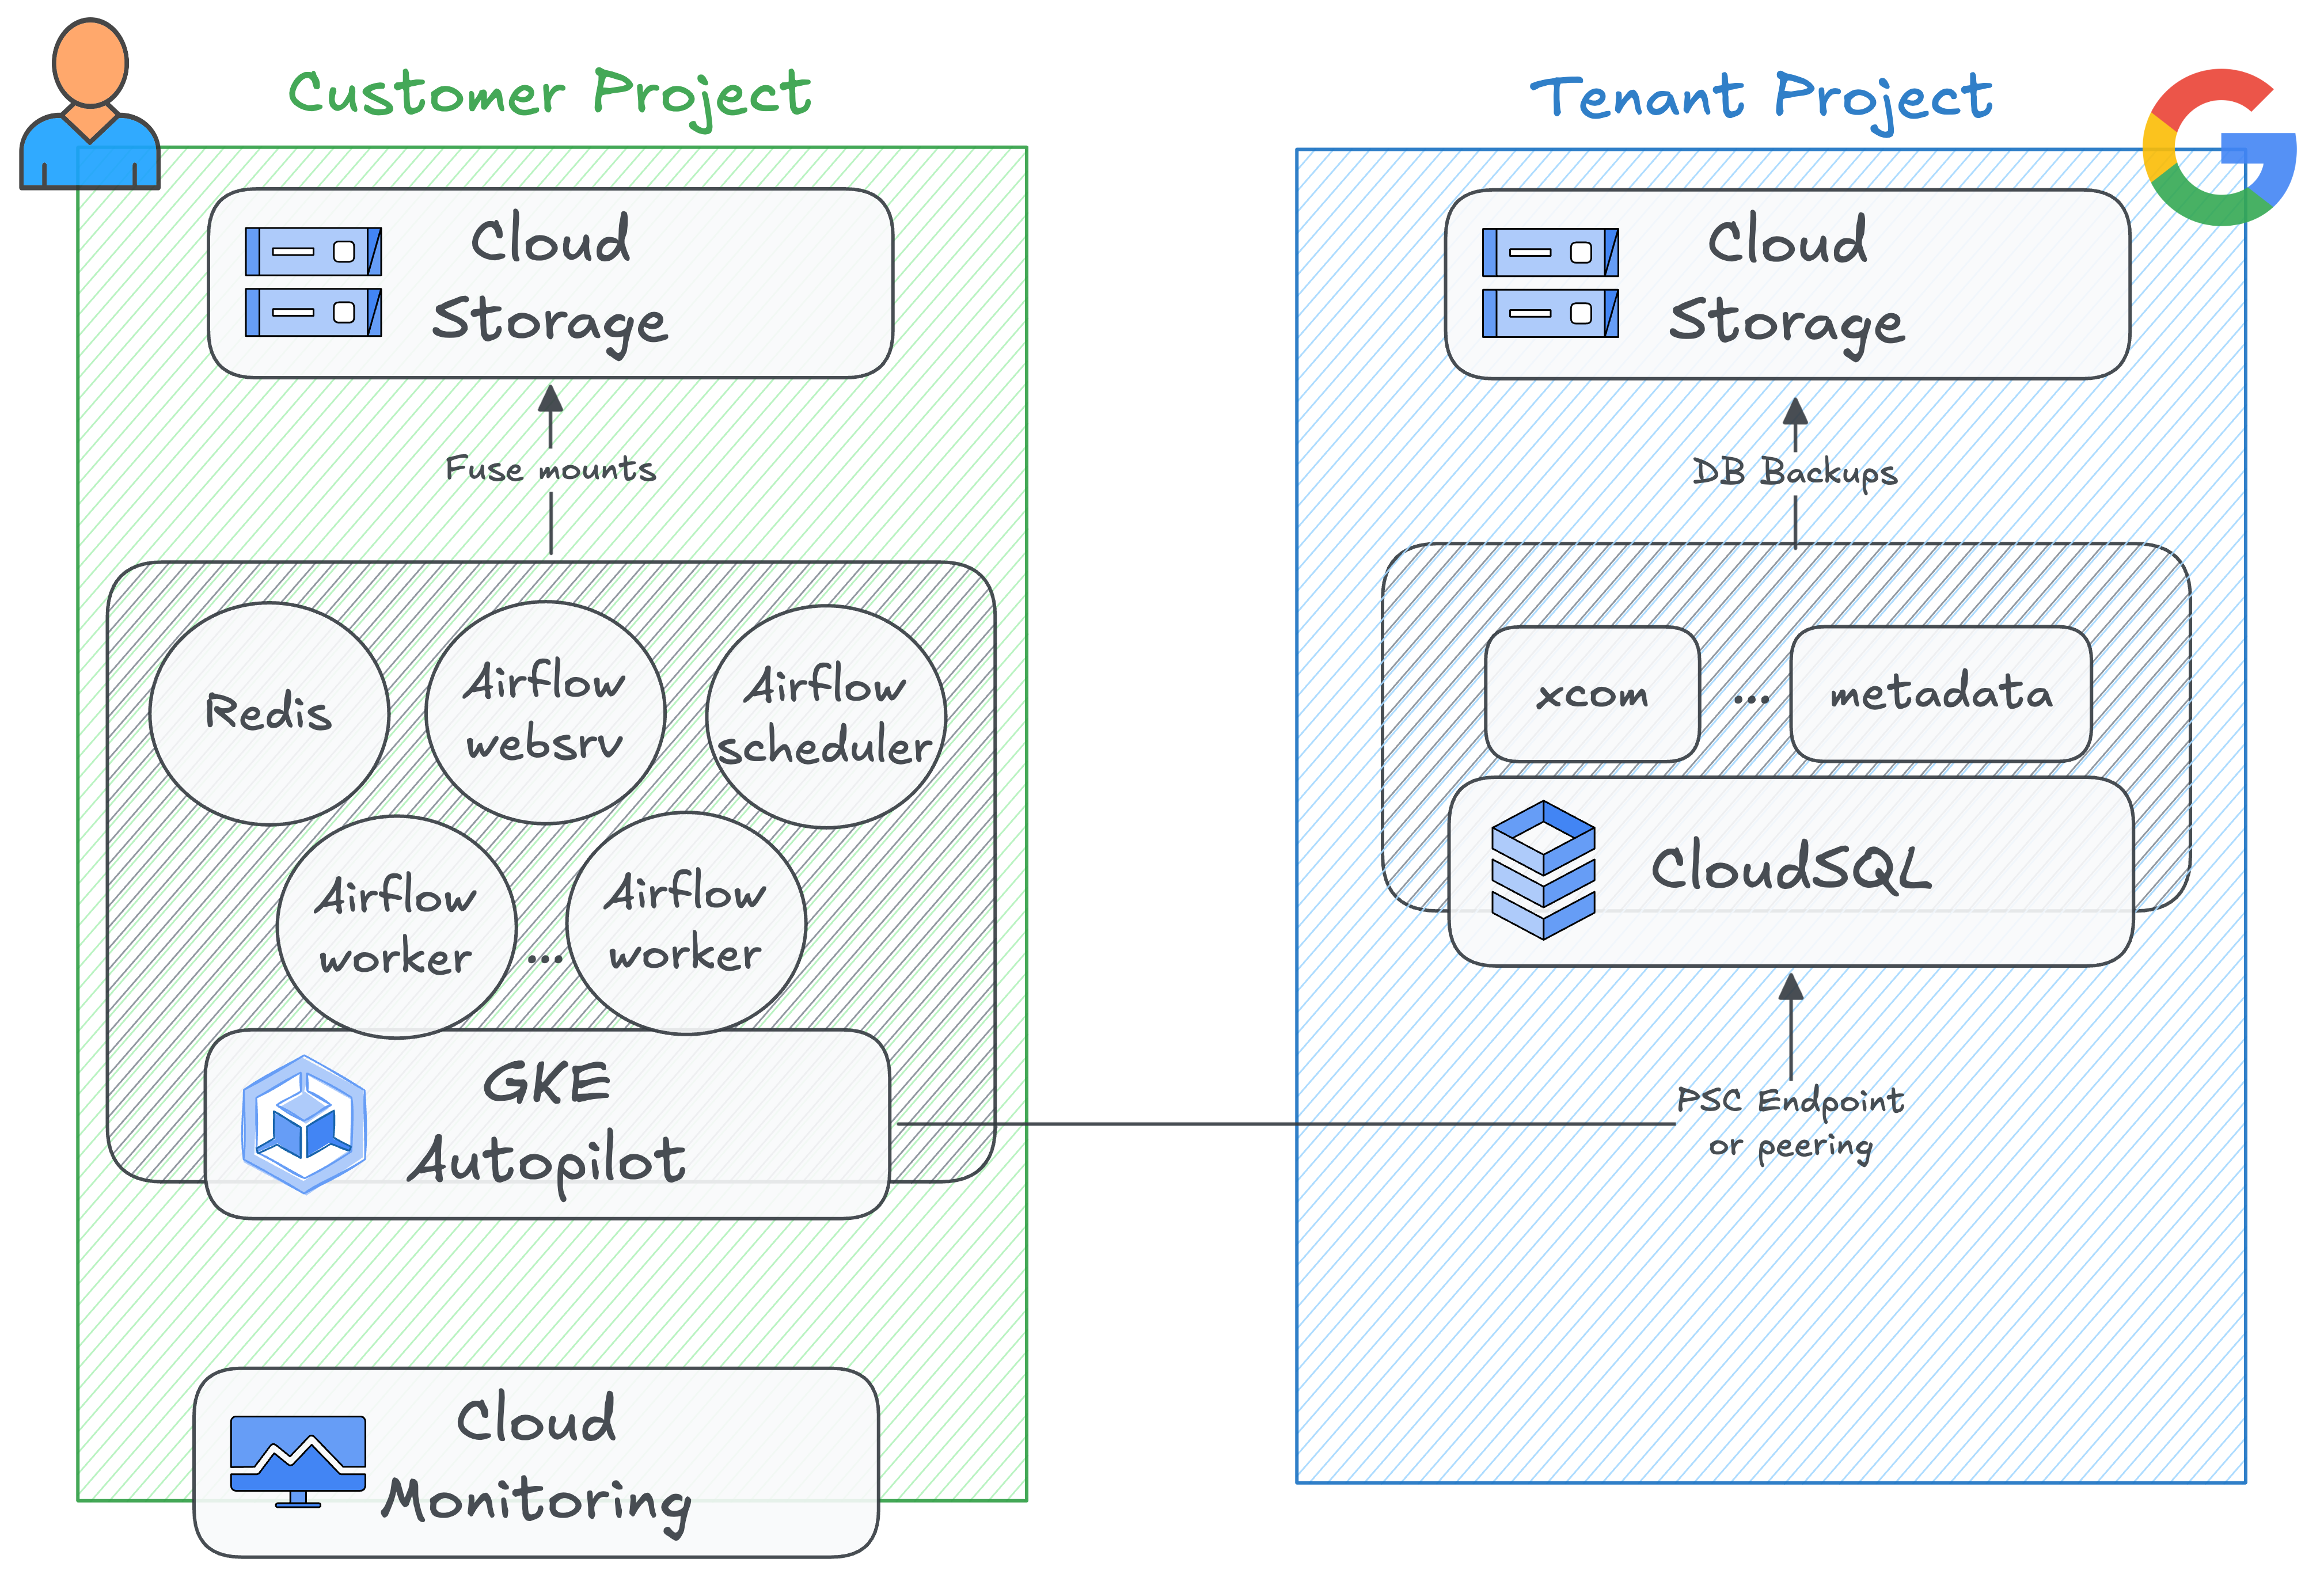 Customer Project
Cloud
Storage
Fuse mounts
Redis
Airflow
websrv
Airflow
scheduler
Airflow
worker
...
Airflow
worker
GKE
Autopilot
Cloud
Monitoring
Tenant Project
Cloud
Storage
DB Backups
xcom
...
metadata
CloudSQL
PSC Endpoint
or peering